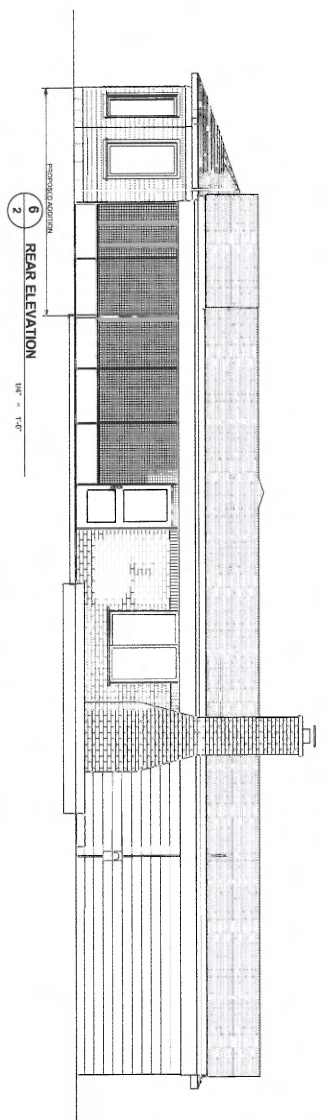 PROPOSED ADDITION
6
2
REAR ELEVATION
1/4" = 1'-0"